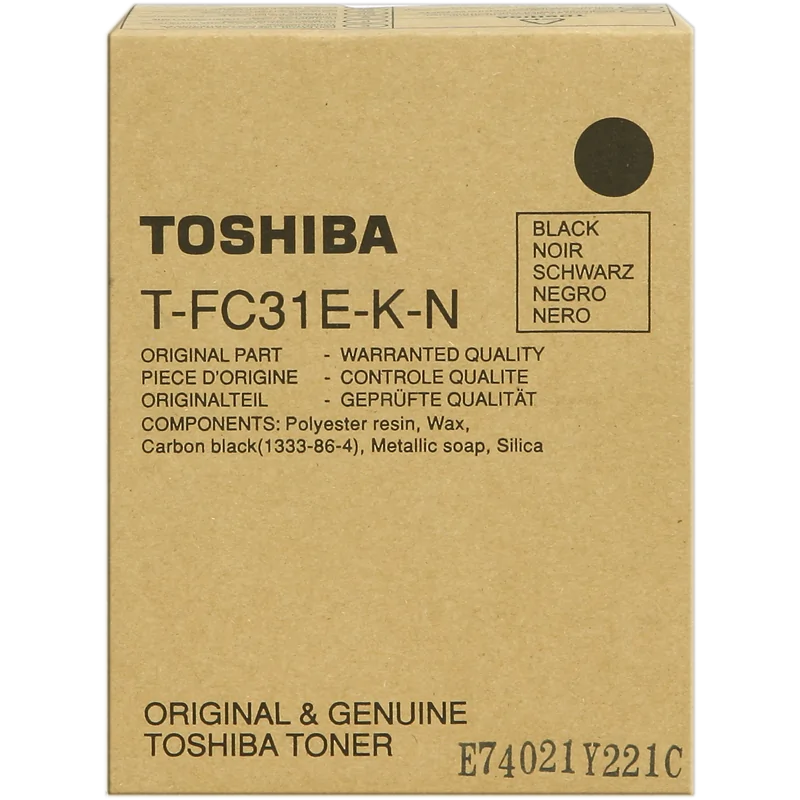 TOSHIBA
BLACK
NOIR
SCHWARZ
NEGRO
NERO
TOSHIBA
T-FC31E-K-N
ORIGINAL PART - WARRANTED QUALITY
PIECE D'ORIGINE - CONTROLE QUALITE
ORIGINALTEIL - GEPRÜFTE QUALITÄT
COMPONENTS: Polyester resin, Wax,
Carbon black(1333-86-4), Metallic soap, Silica
ORIGINAL & GENUINE
TOSHIBA TONER
E74021Y221C